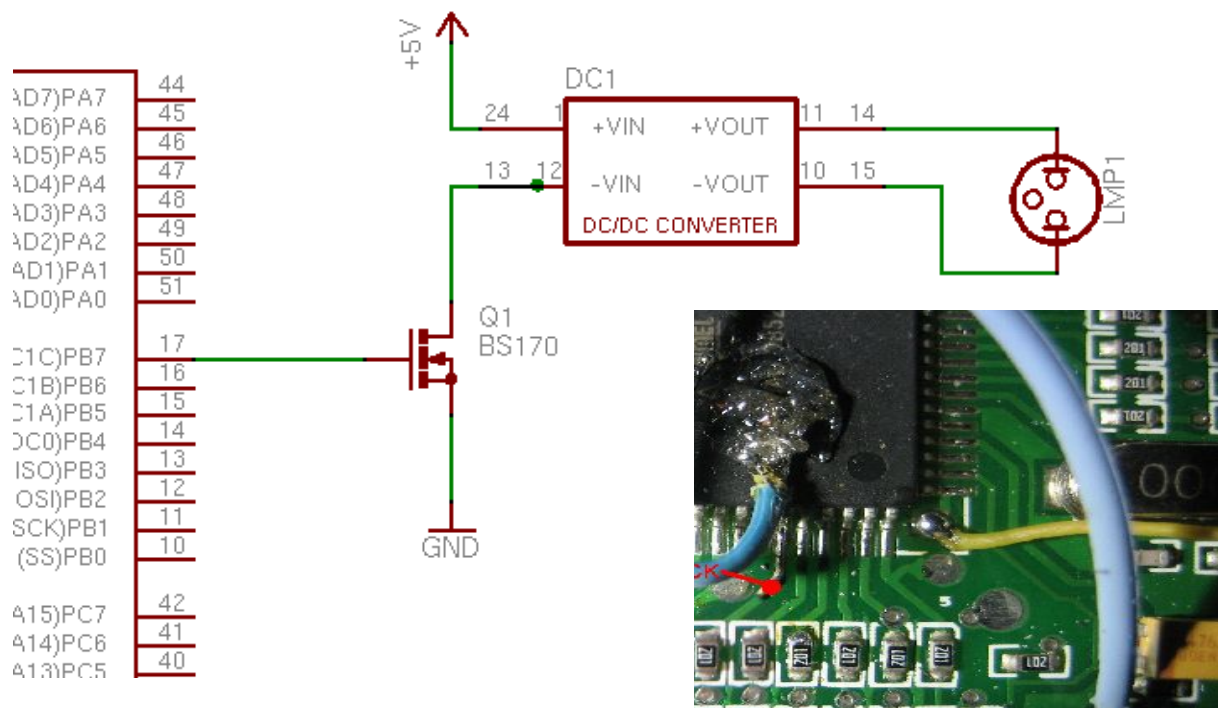 +5V
DC1
24 1 +VIN +VOUT 11 14
13 12 -VIN -VOUT 10 15
DC/DC CONVERTER
LMP1
Q1
BS170
GND
AD7)PA7 44
AD6)PA6 45
AD5)PA5 46
AD4)PA4 47
AD3)PA3 48
AD2)PA2 49
AD1)PA1 50
AD0)PA0 51
C1C)PB7 17
C1B)PB6 16
C1A)PB5 15
OC0)PB4 14
ISO)PB3 13
OSI)PB2 12
SCK)PB1 11
(SS)PB0 10
A15)PC7 42
A14)PC6 41
A13)PC5 40
201
201
201
201
00
CK
5
102
102
201
102
201
102
102